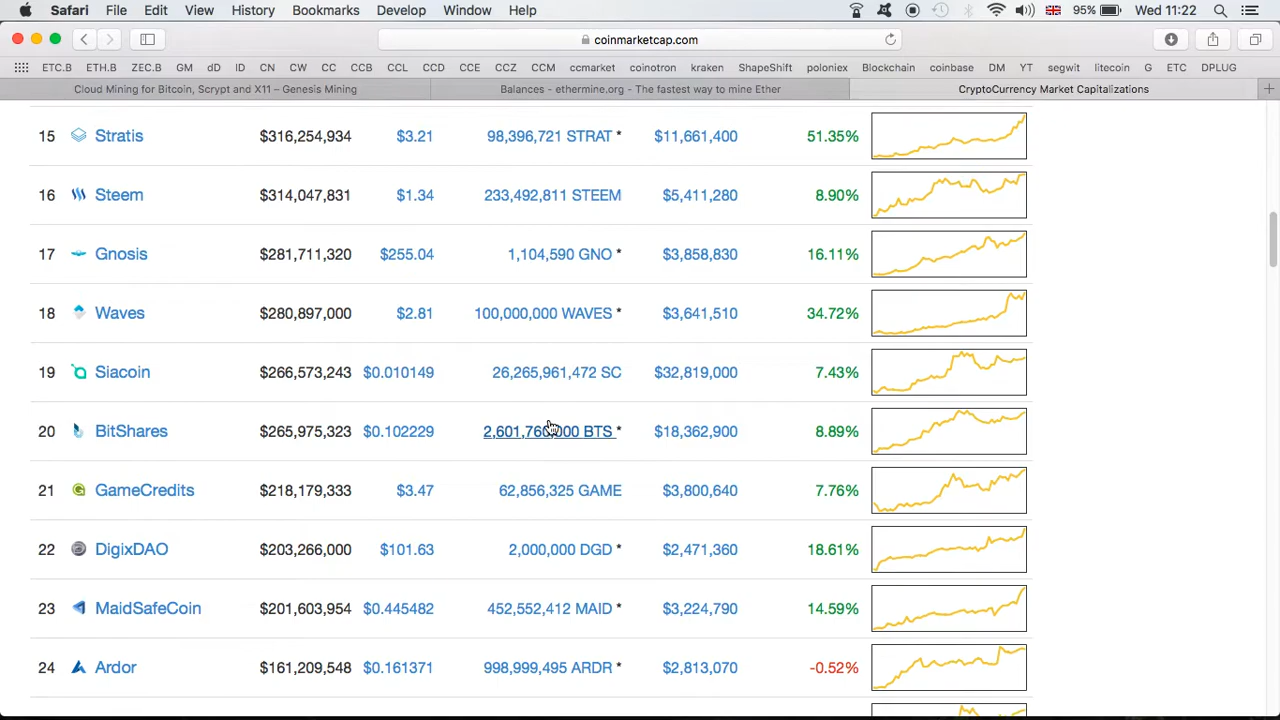 Safari File Edit View History Bookmarks Develop Window Help 95% Wed 11:22
coinmarketcap.com
ETC.B ETH.B ZEC.B GM dD ID CN CW CC CCB CCL CCD CCE CCZ CCM ccmarket coinotron kraken ShapeShift poloniex Blockchain coinbase DM YT segwit litecoin G ETC DPLUG
Cloud Mining for Bitcoin, Scrypt and X11 – Genesis Mining Balances - ethermine.org - The fastest way to mine Ether CryptoCurrency Market Capitalizations
15 Stratis $316,254,934 $3.21 98,396,721 STRAT * $11,661,400 51.35%
16 Steem $314,047,831 $1.34 233,492,811 STEEM $5,411,280 8.90%
17 Gnosis $281,711,320 $255.04 1,104,590 GNO * $3,858,830 16.11%
18 Waves $280,897,000 $2.81 100,000,000 WAVES * $3,641,510 34.72%
19 Siacoin $266,573,243 $0.010149 26,265,961,472 SC $32,819,000 7.43%
20 BitShares $265,975,323 $0.102229 2,601,760,000 BTS * $18,362,900 8.89%
21 GameCredits $218,179,333 $3.47 62,856,325 GAME $3,800,640 7.76%
22 DigixDAO $203,266,000 $101.63 2,000,000 DGD * $2,471,360 18.61%
23 MaidSafeCoin $201,603,954 $0.445482 452,552,412 MAID * $3,224,790 14.59%
24 Ardor $161,209,548 $0.161371 998,999,495 ARDR * $2,813,070 -0.52%